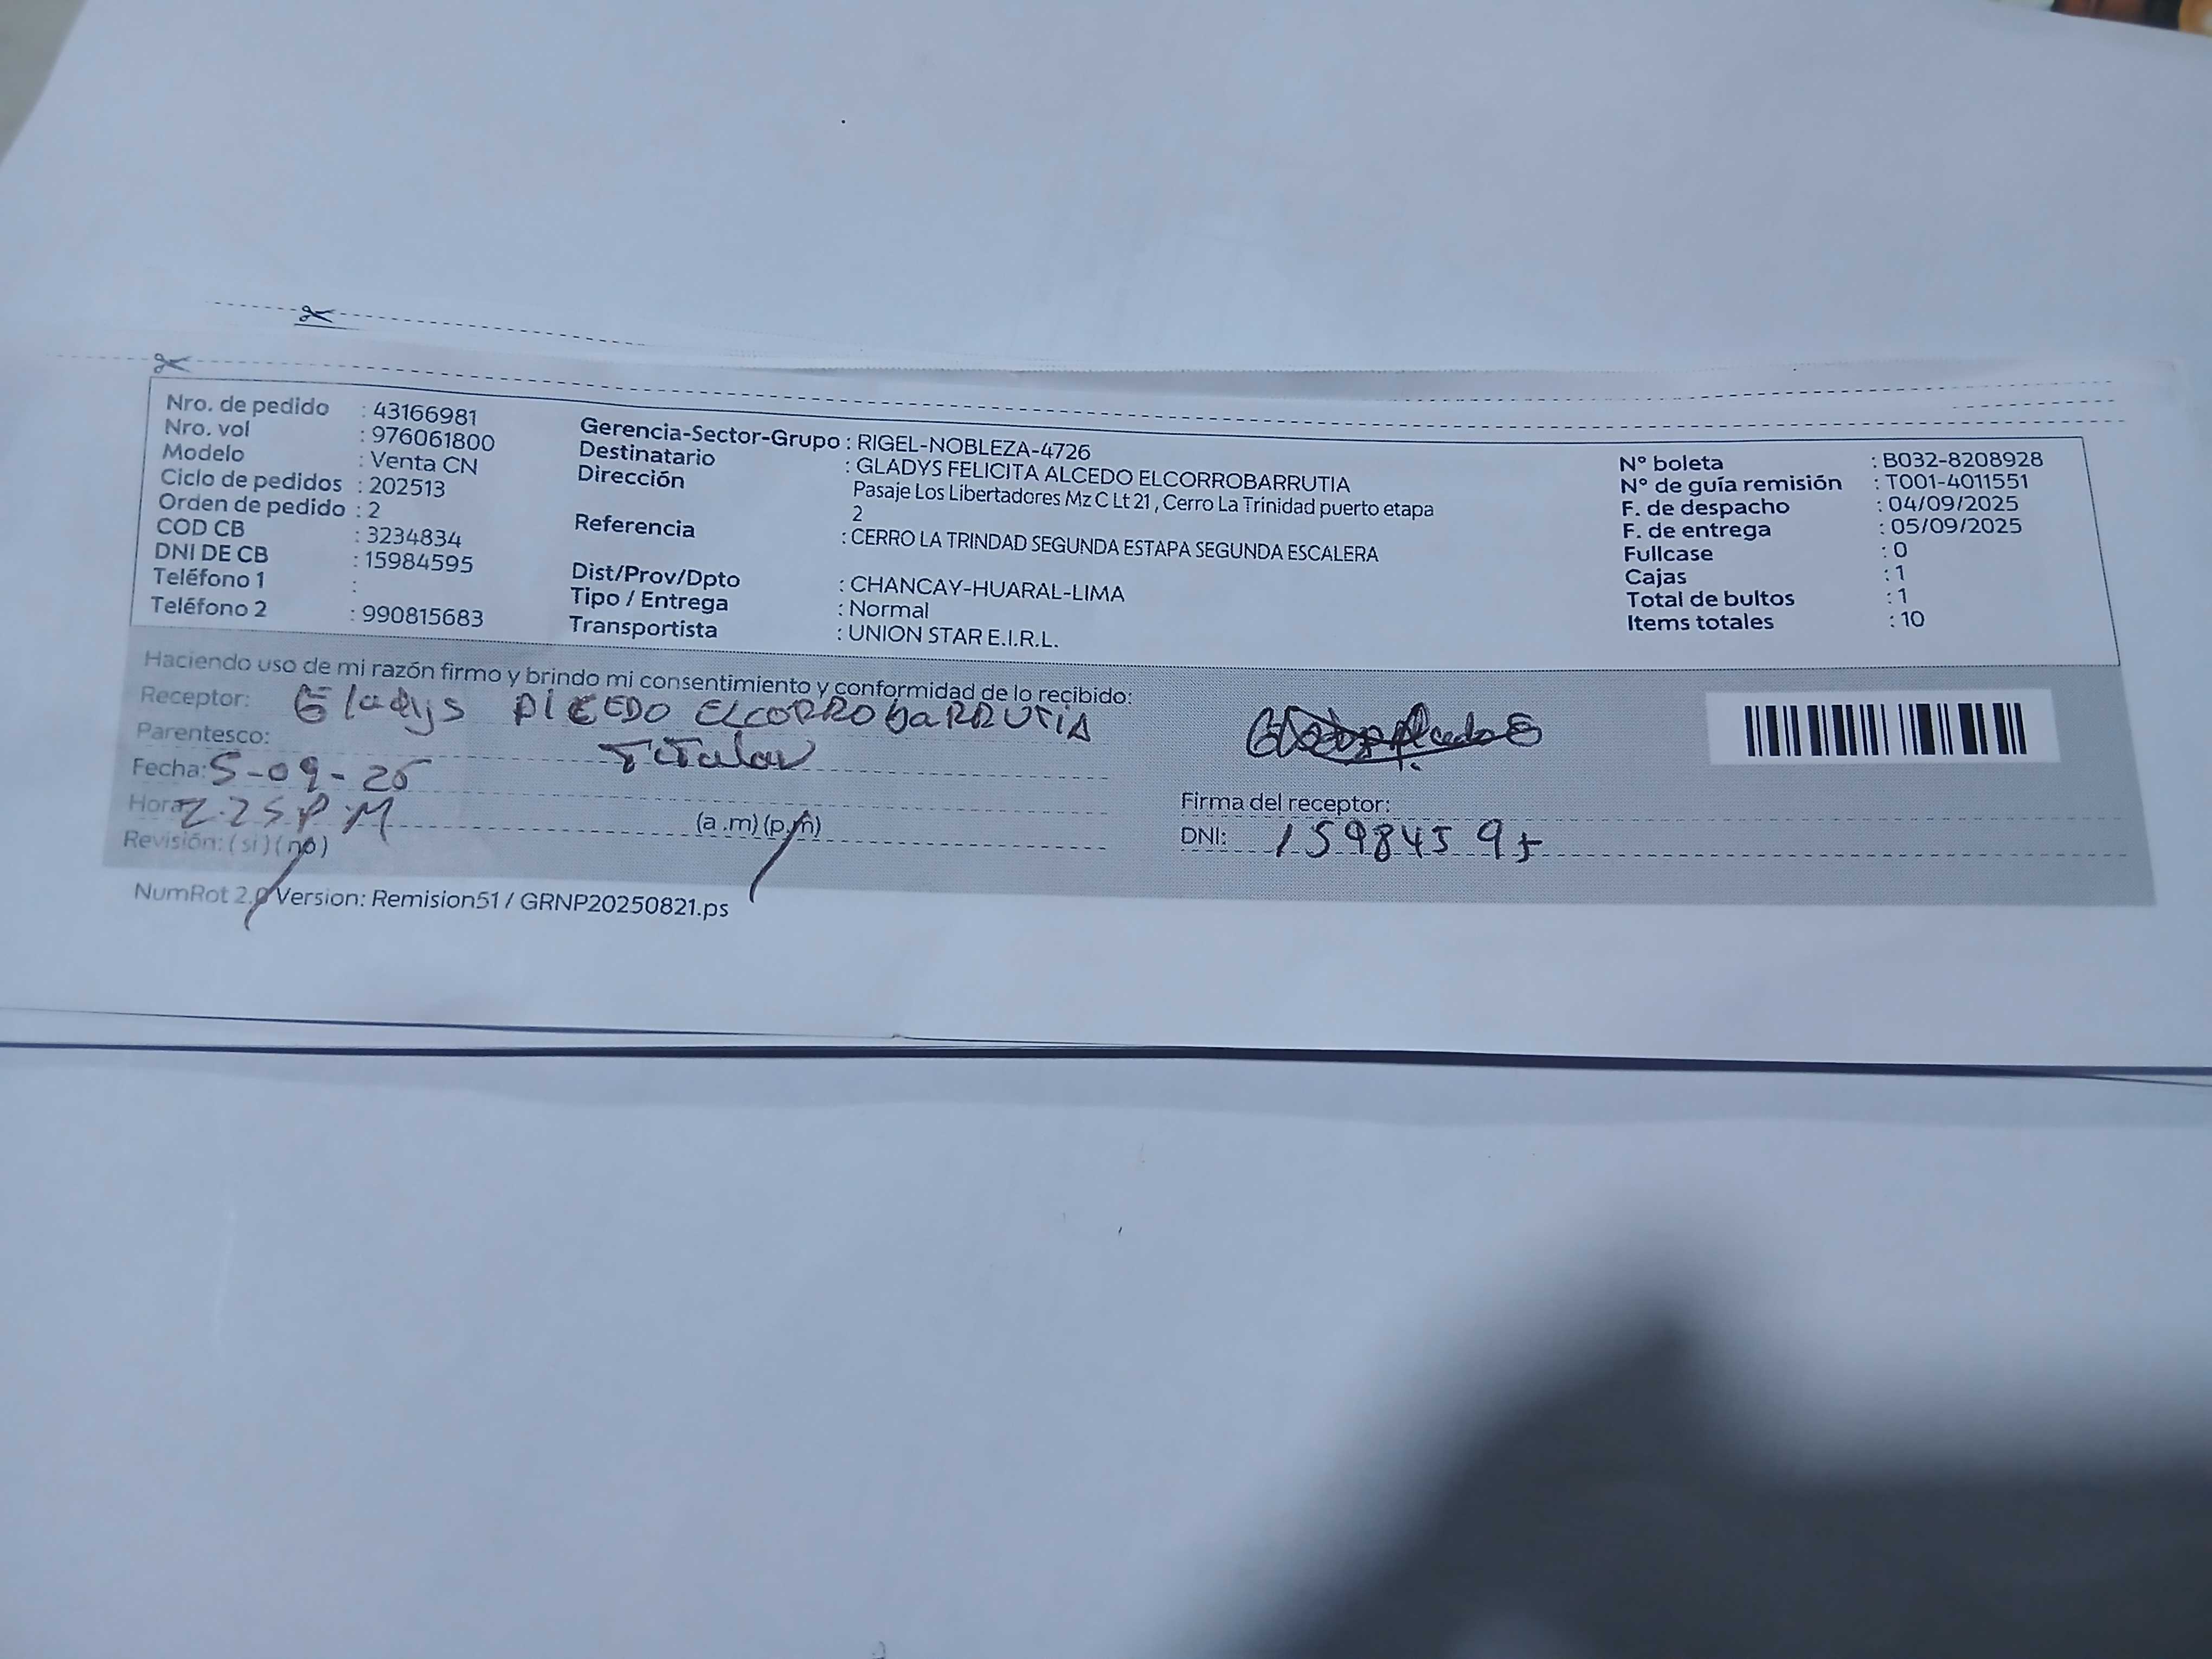 Nro. de pedido : 43166981
Nro. vol : 976061800
Modelo : Venta CN
Ciclo de pedidos : 202513
Orden de pedido : 2
COD CB : 3234834
DNI DE CB : 15984595
Teléfono 1 :
Teléfono 2 : 990815683
Gerencia-Sector-Grupo : RIGEL-NOBLEZA-4726
Destinatario : GLADYS FELICITA ALCEDO ELCORROBARRUTIA
Dirección Pasaje Los Libertadores Mz C Lt 21 , Cerro La Trinidad puerto etapa
2
Referencia : CERRO LA TRINDAD SEGUNDA ESTAPA SEGUNDA ESCALERA
Dist/Prov/Dpto : CHANCAY-HUARAL-LIMA
Tipo / Entrega : Normal
Transportista : UNION STAR E.I.R.L.
N° boleta : B032-8208928
N° de guía remisión : T001-4011551
F. de despacho : 04/09/2025
F. de entrega : 05/09/2025
Fullcase : 0
Cajas : 1
Total de bultos : 1
Items totales : 10
Haciendo uso de mi razón firmo y brindo mi consentimiento y conformidad de lo recibido:
Receptor: Gladys AlCEDO ELCORRObaRRUTIA
Parentesco: TiTular
Fecha: 5-09-25
Hora: 2.25 P.M (a .m) (p.m)
Revisión: (si) (no)
Firma del receptor:
DNI: 15984595
NumRot 2.0 Version: Remision51 / GRNP20250821.ps